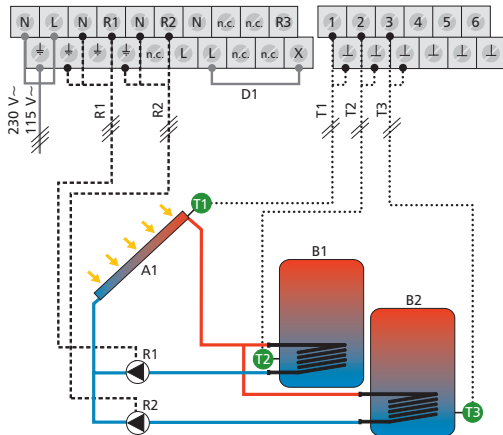 N L N R1 N R2 N n.c. n.c. R3
1 2 3 4 5 6
n.c. L L n.c. n.c. X
D1
230 V~
115 V~
R1
R2
T1
T2
T3
T1
A1
B1
B2
T2
T3
R1
R2